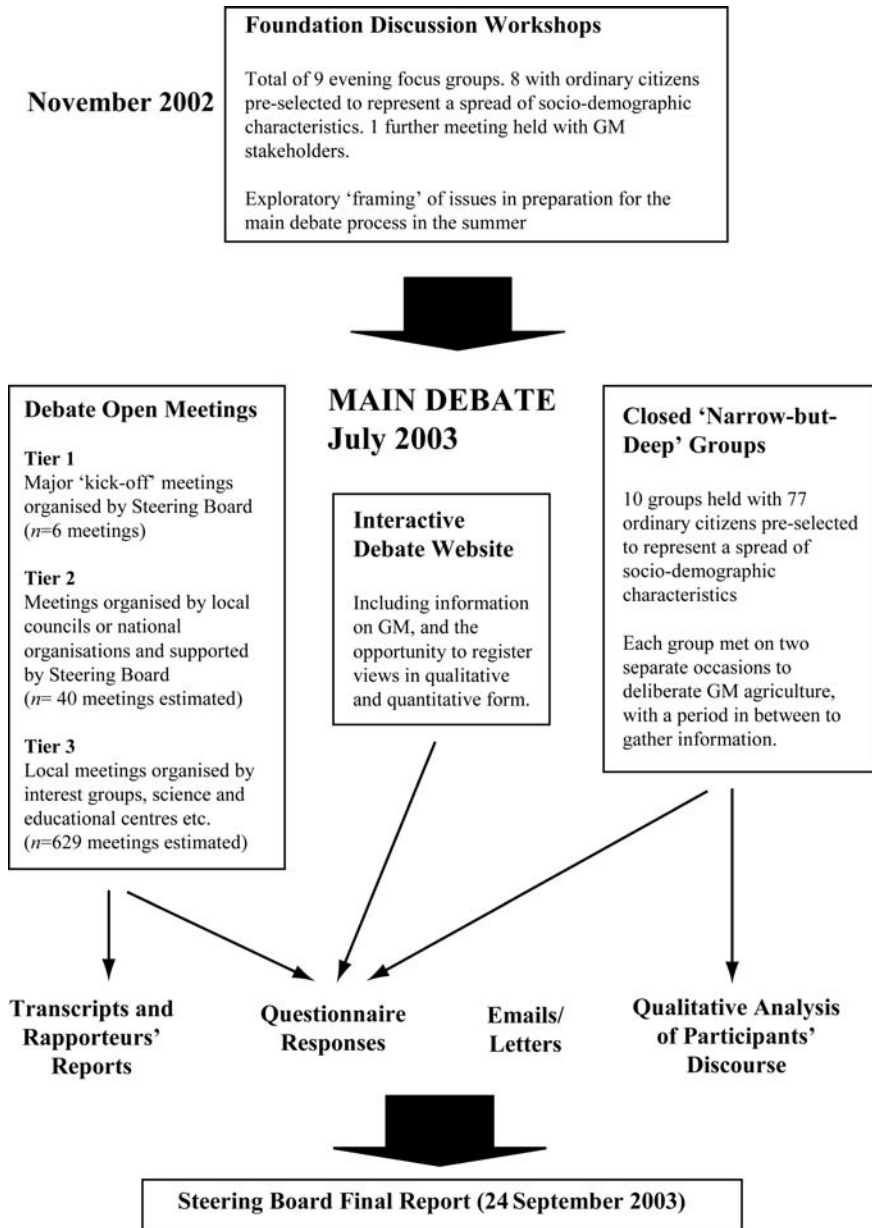 Foundation Discussion Workshops
Total of 9 evening focus groups. 8 with ordinary citizens
pre-selected to represent a spread of socio-demographic
characteristics. 1 further meeting held with GM
stakeholders.
Exploratory ‘framing’ of issues in preparation for the
main debate process in the summer
November 2002
MAIN DEBATE
July 2003
Debate Open Meetings
Tier 1
Major ‘kick-off’ meetings
organised by Steering Board
(n=6 meetings)
Tier 2
Meetings organised by local
councils or national
organisations and supported
by Steering Board
(n= 40 meetings estimated)
Tier 3
Local meetings organised by
interest groups, science and
educational centres etc.
(n=629 meetings estimated)
Interactive
Debate Website
Including information
on GM, and the
opportunity to register
views in qualitative
and quantitative form.
Closed ‘Narrow-but-
Deep’ Groups
10 groups held with 77
ordinary citizens pre-selected
to represent a spread of
socio-demographic
characteristics
Each group met on two
separate occasions to
deliberate GM agriculture,
with a period in between to
gather information.
Transcripts and
Rapporteurs’
Reports
Questionnaire
Responses
Emails/
Letters
Qualitative Analysis
of Participants’
Discourse
Steering Board Final Report (24 September 2003)